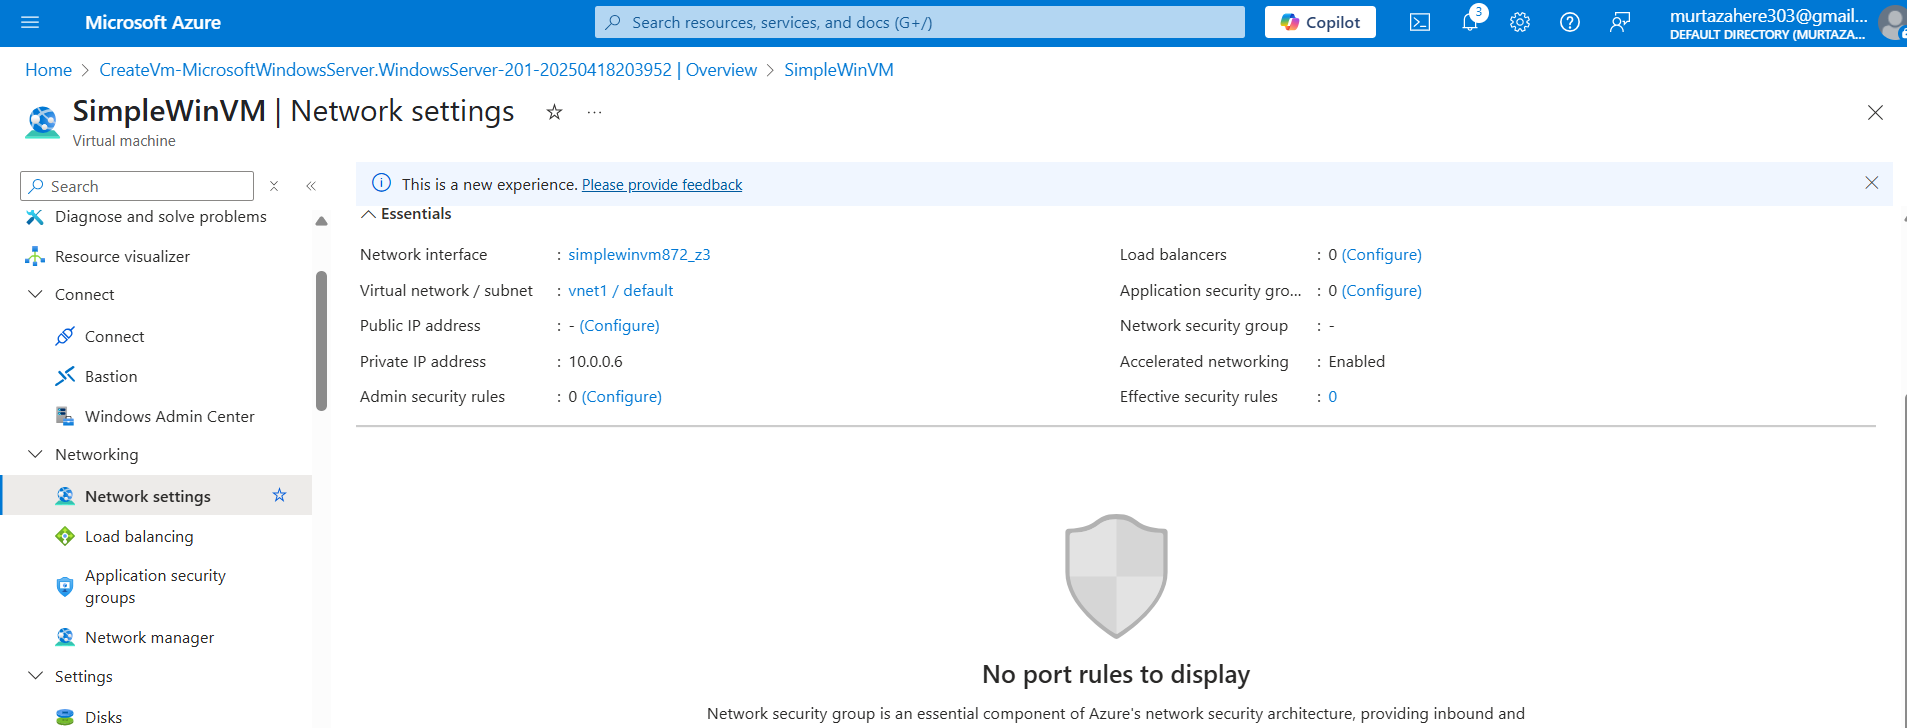 Microsoft Azure
Search resources, services, and docs (G+/)
Copilot
3
murtazahere303@gmail...
DEFAULT DIRECTORY (MURTAZA...
Home > CreateVm-MicrosoftWindowsServer.WindowsServer-201-20250418203952 | Overview > SimpleWinVM
SimpleWinVM | Network settings
Virtual machine
Search
Diagnose and solve problems
Resource visualizer
Connect
Connect
Bastion
Windows Admin Center
Networking
Network settings
Load balancing
Application security
groups
Network manager
Settings
Disks
This is a new experience. Please provide feedback
Essentials
Network interface : simplewinvm872_z3
Virtual network / subnet : vnet1 / default
Public IP address : - (Configure)
Private IP address : 10.0.0.6
Admin security rules : 0 (Configure)
Load balancers : 0 (Configure)
Application security gro... : 0 (Configure)
Network security group : -
Accelerated networking : Enabled
Effective security rules : 0
No port rules to display
Network security group is an essential component of Azure's network security architecture, providing inbound and